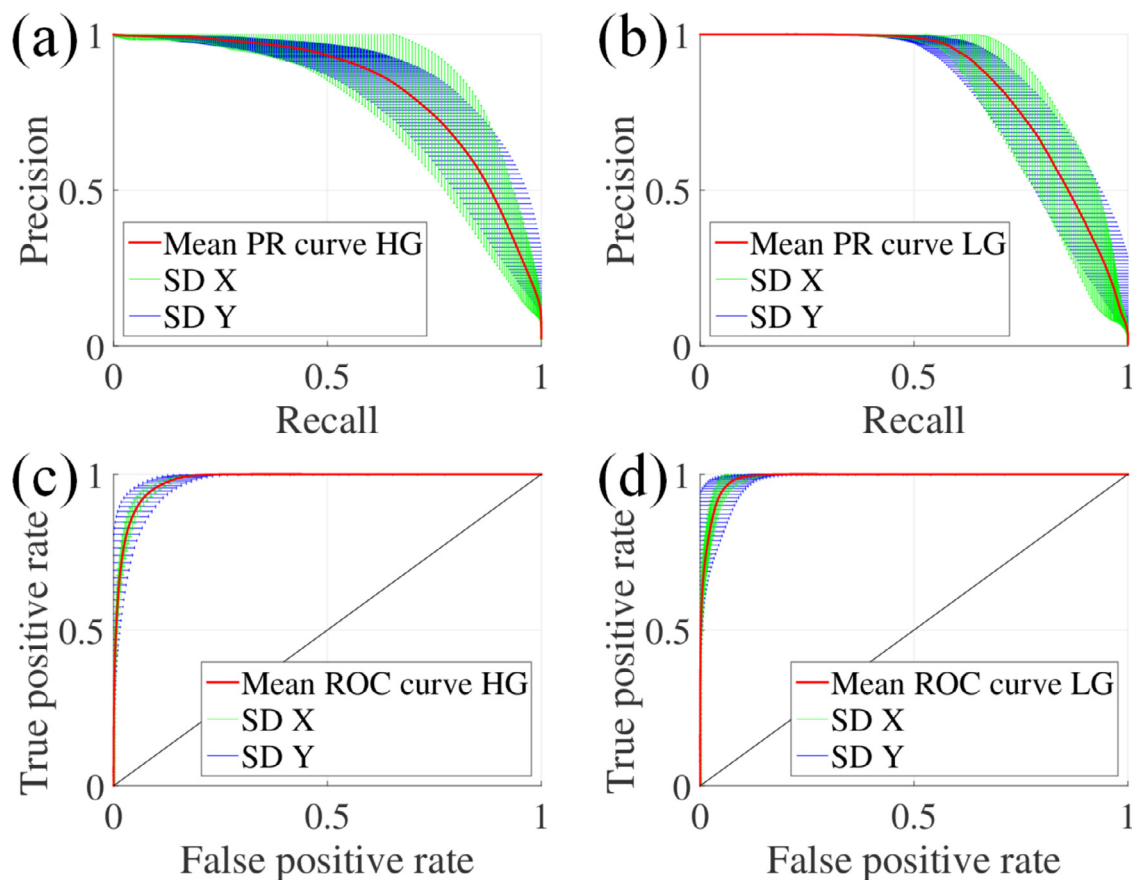 (a)
1
0.5
0
Precision
Mean PR curve HG
SD X
SD Y
0
0.5
1
Recall
(b)
1
0.5
0
Precision
Mean PR curve LG
SD X
SD Y
0
0.5
1
Recall
(c)
1
0.5
0
True positive rate
Mean ROC curve HG
SD X
SD Y
0
0.5
1
False positive rate
(d)
1
0.5
0
True positive rate
Mean ROC curve LG
SD X
SD Y
0
0.5
1
False positive rate